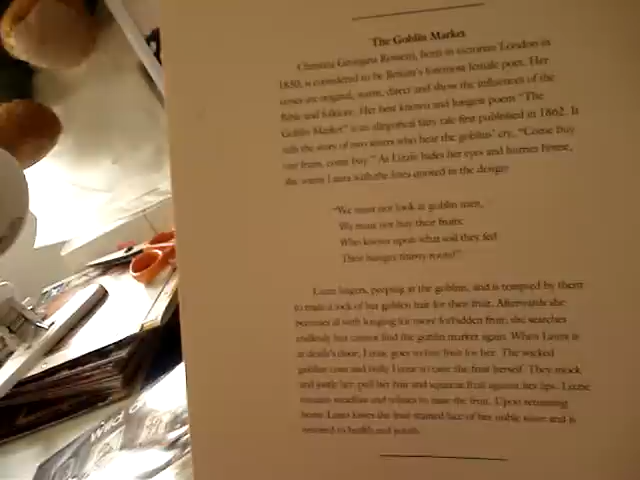 The Goblin Market
Christina Georgina Rossetti, born in victorian London in
1830, is considered to be Britain's foremost female poet. Her
verses are original, warm, direct and show the influences of the
Bible and folklore. Her best known and longest poem "The
Goblin Market" is an allegorical fairy tale first published in 1862. It
tells the story of two sisters who hear the goblins' cry, "Come buy
our fruits, come buy." As Lizzie hides her eyes and hurries home,
she warns Laura with the lines quoted in the design:
"We must not look at goblin men,
We must not buy their fruits:
Who knows upon what soil they fed
Their hungry thirsty roots?"
Laura lingers, peeping at the goblins, and is tempted by them
to trade a lock of her golden hair for their fruit. Afterwards she
becomes ill with longing for more forbidden fruit; she searches
endlessly but cannot find the goblin market again. When Laura is
at death's door, Lizzie goes to buy fruit for her. The wicked
goblins coax and bully Lizzie to taste the fruit herself. They mock
and jostle her, pull her hair and squeeze fruit against her lips. Lizzie
remains steadfast and refuses to taste the fruit. Upon returning
home Laura kisses the fruit stained face of her noble sister and is
restored to health and youth.
wild